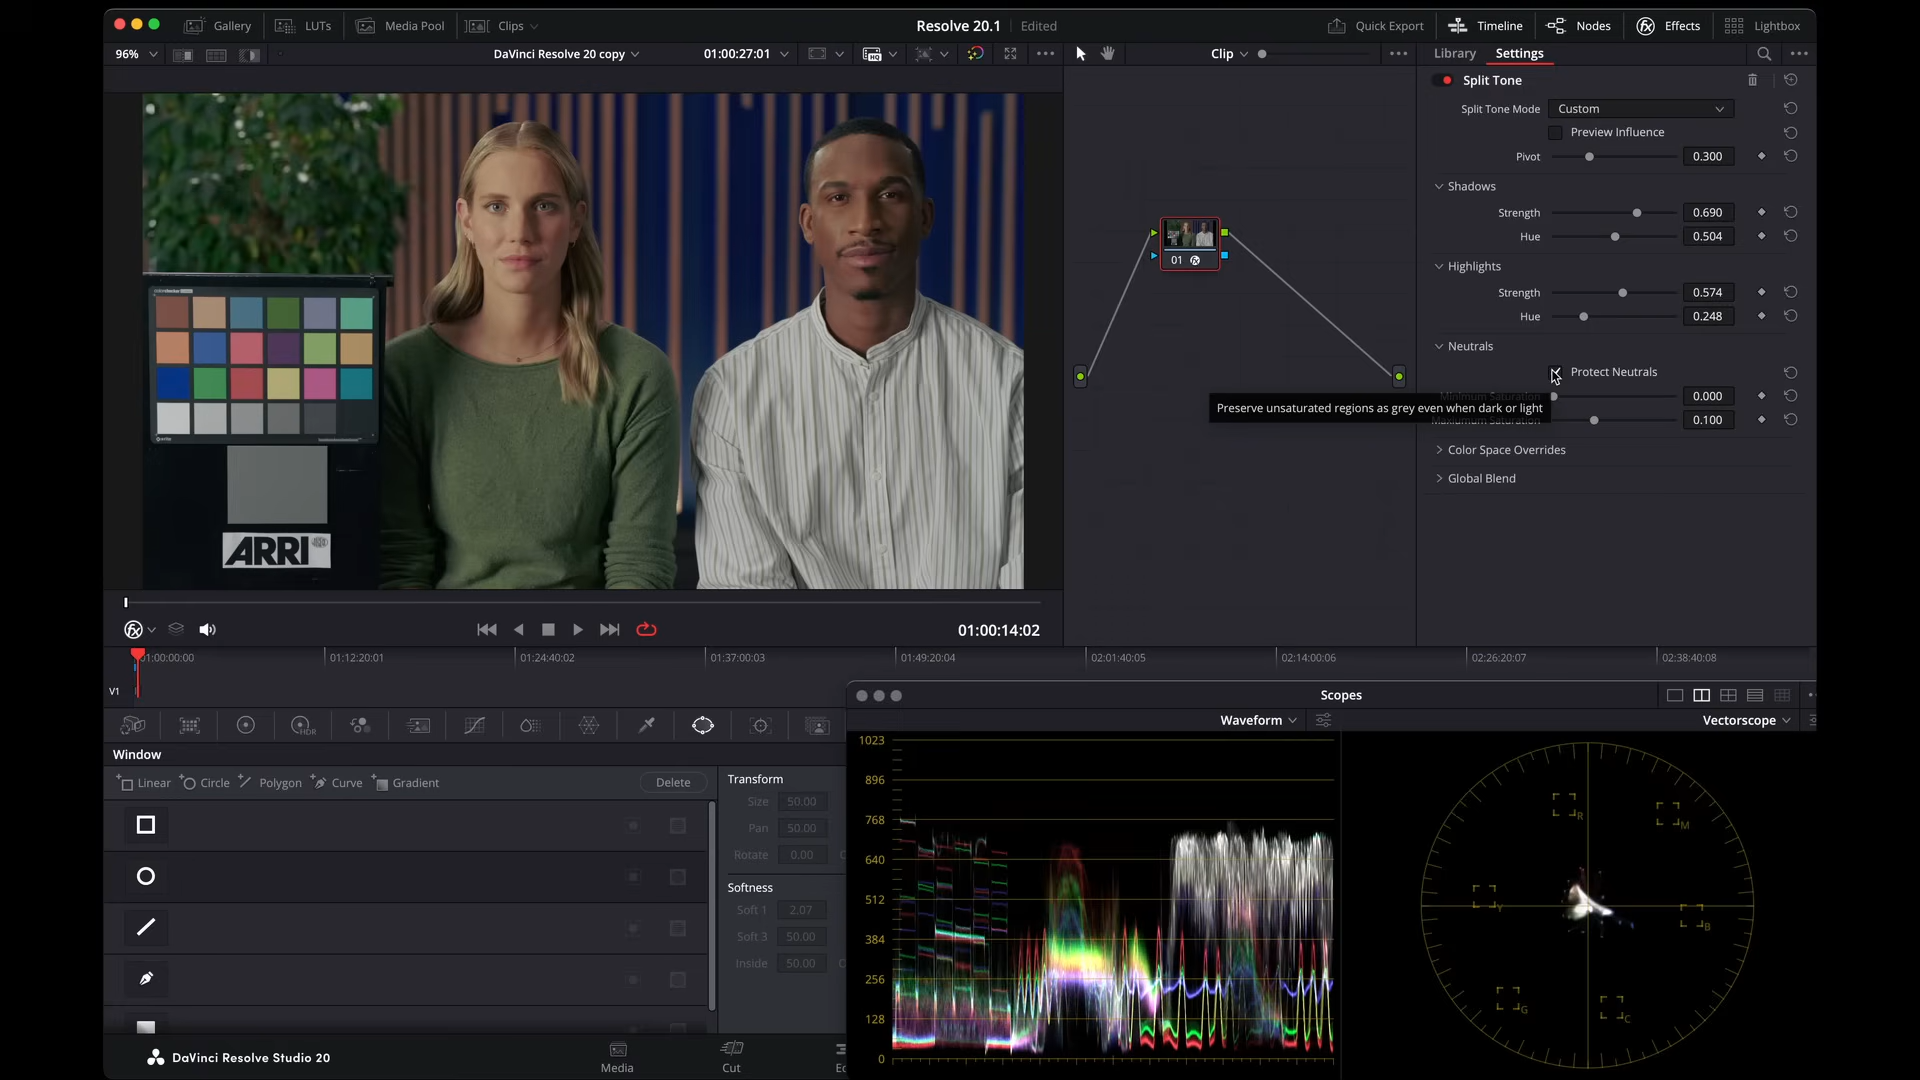 Gallery
LUTs
Media Pool
Clips
Resolve 20.1
Edited
Quick Export
Timeline
Nodes
Effects
Lightbox
96%
DaVinci Resolve 20 copy
01:00:27:01
HQ
Clip
Library
Settings
Split Tone
Split Tone Mode
Custom
Preview Influence
Pivot
0.300
Shadows
Strength
0.690
Hue
0.504
Highlights
Strength
0.574
Hue
0.248
Neutrals
Protect Neutrals
0.000
0.100
Preserve unsaturated regions as grey even when dark or light
Color Space Overrides
Global Blend
01
ARRI
01:00:14:02
01:00:00:00
01:12:20:01
01:24:40:02
01:37:00:03
01:49:20:04
02:01:40:05
02:14:00:06
02:26:20:07
02:38:40:08
V1
HDR
Window
Linear
Circle
Polygon
Curve
Gradient
Delete
Transform
Size
50.00
Pan
50.00
Rotate
0.00
Softness
Soft 1
2.07
Soft 3
50.00
Inside
50.00
Scopes
Waveform
Vectorscope
1023
896
768
640
512
384
256
128
0
R
M
Y
B
G
C
DaVinci Resolve Studio 20
Media
Cut